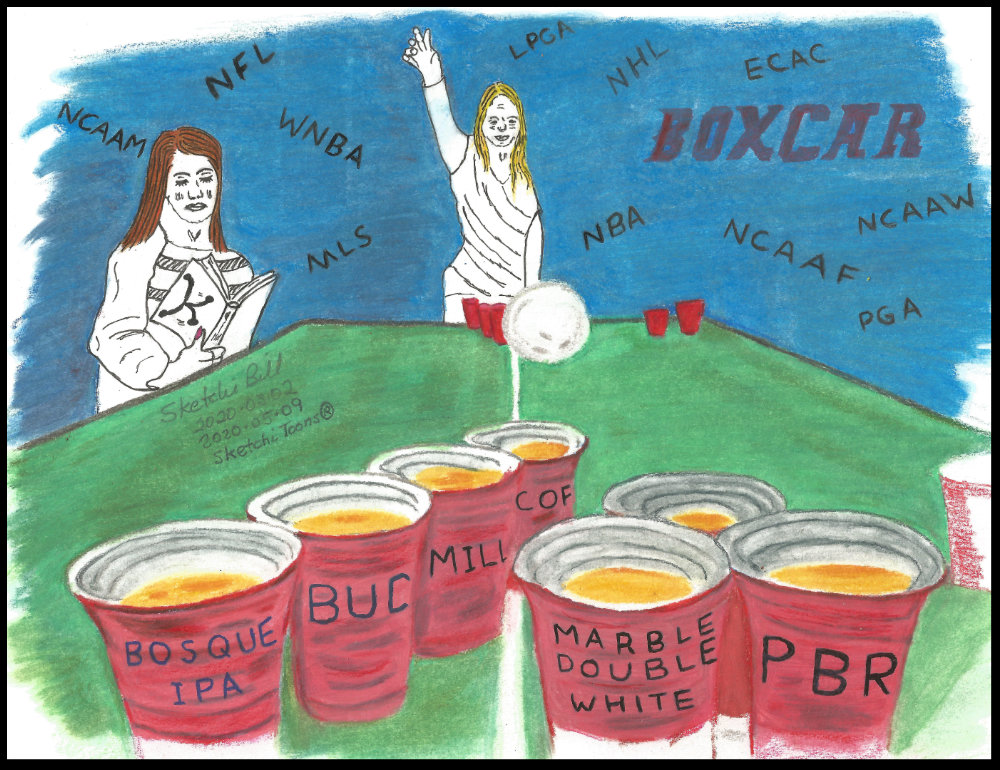 NFL
LPGA
NHL
ECAC
NCAAM
WNBA
BOXCAR
MLS
NBA
NCAAF
NCAAW
PGA
Sketchi Bill
2020-03-02
2020-05-09
Sketchi Toons®
COF
MILL
BUD
BOSQUE
IPA
MARBLE
DOUBLE
WHITE
PBR